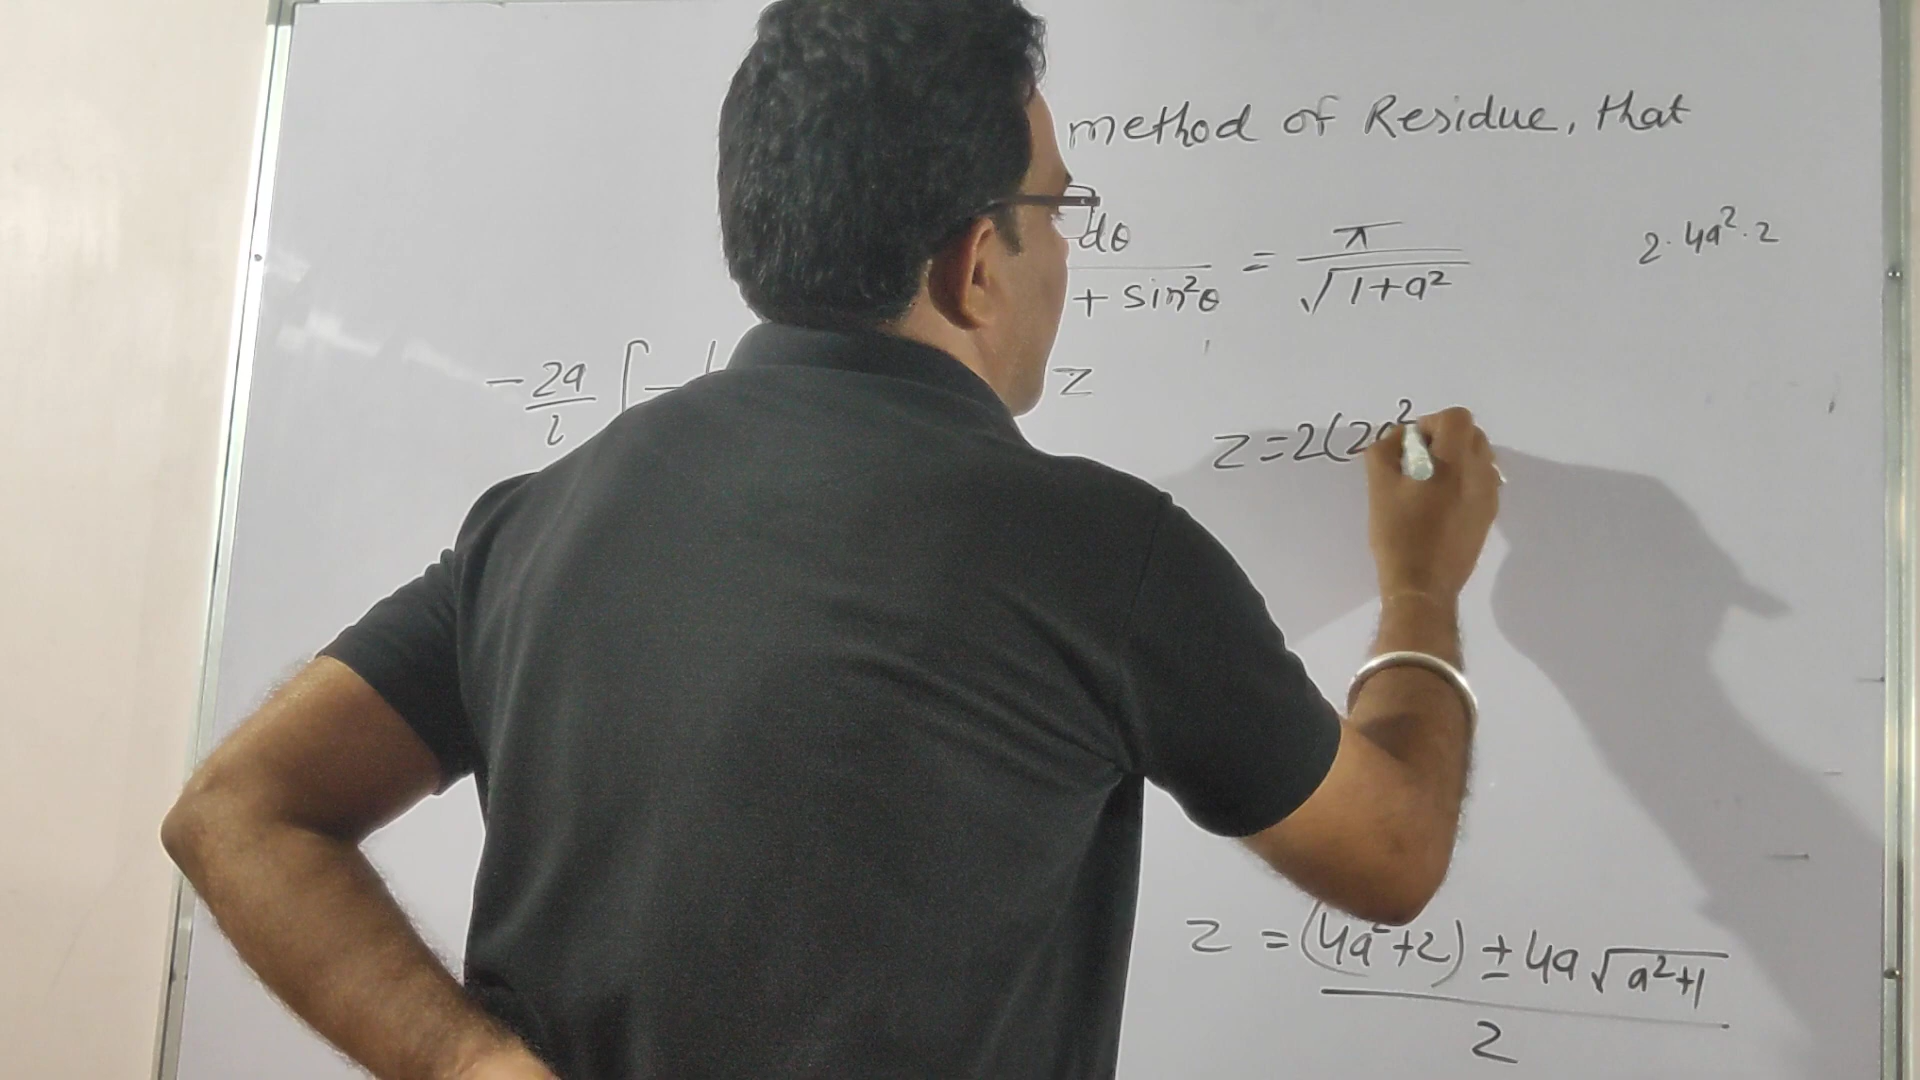 method of Residue, that
dθ / + sin²θ = π / √(1+a²)
2·4a²·2
-2a / i ∫ z
z=2(2a²
z = (4a²+2) ± 4a √(a²+1) / 2